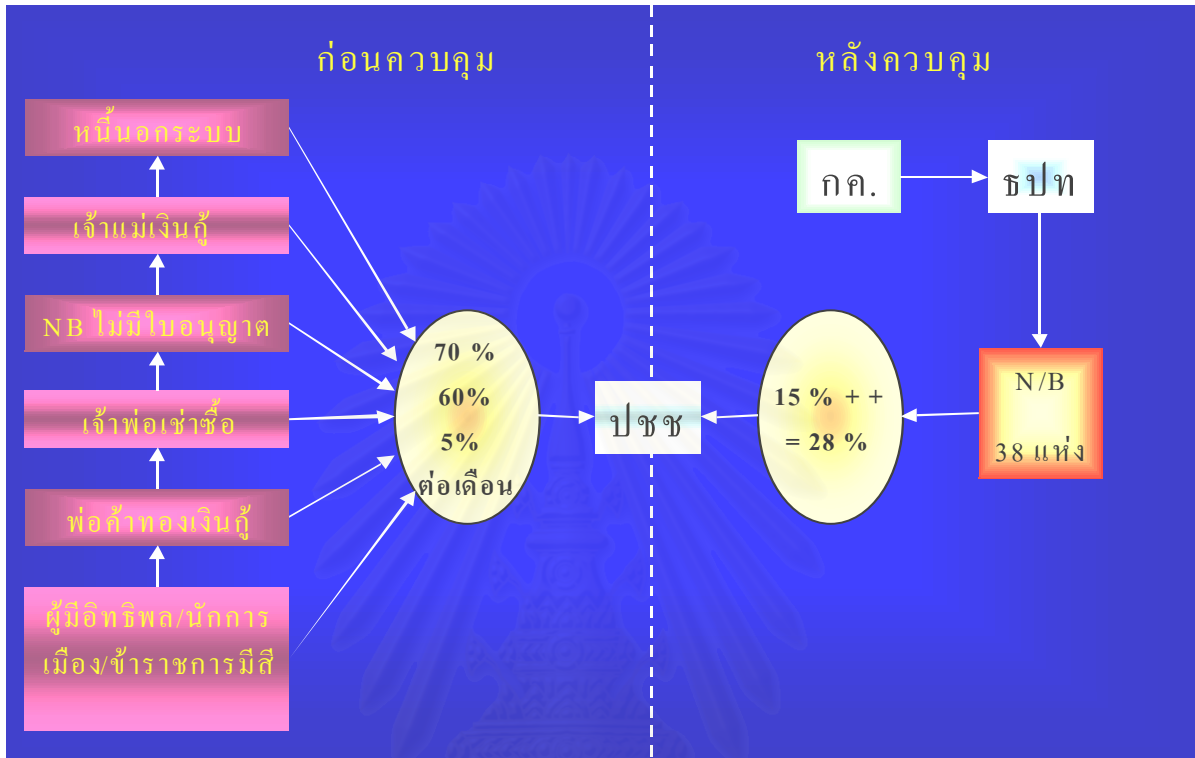 ก่อนควบคุม
หนี้นอกระบบ
เจ้าแม่เงินกู้
NB ไม่มีใบอนุญาต
เจ้าพ่อเช่าซื้อ
พ่อค้าทองเงินกู้
ผู้มีอิทธิพล/นักการ
เมือง/ข้าราชการมีสี
70 %
60%
5%
ต่อเดือน
ปชช
หลังควบคุม
กค.
ธปท
N/B
38 แห่ง
15 % + +
= 28 %